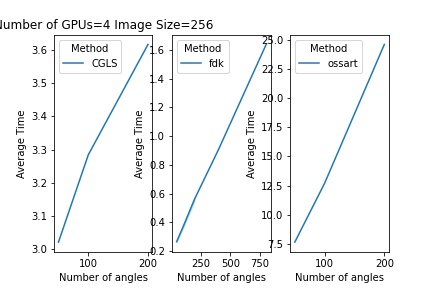 umber of GPUs=4 Image Size=256
Method
CGLS
3.6
3.5
3.4
3.3
3.2
3.1
3.0
Average Time
100
200
Number of angles
Method
fdk
1.6
1.4
1.2
1.0
0.8
0.6
0.4
0.2
Average Time
250
500
750
Number of angles
Method
ossart
25.0
22.5
20.0
17.5
15.0
12.5
10.0
7.5
Average Time
100
200
Number of angles